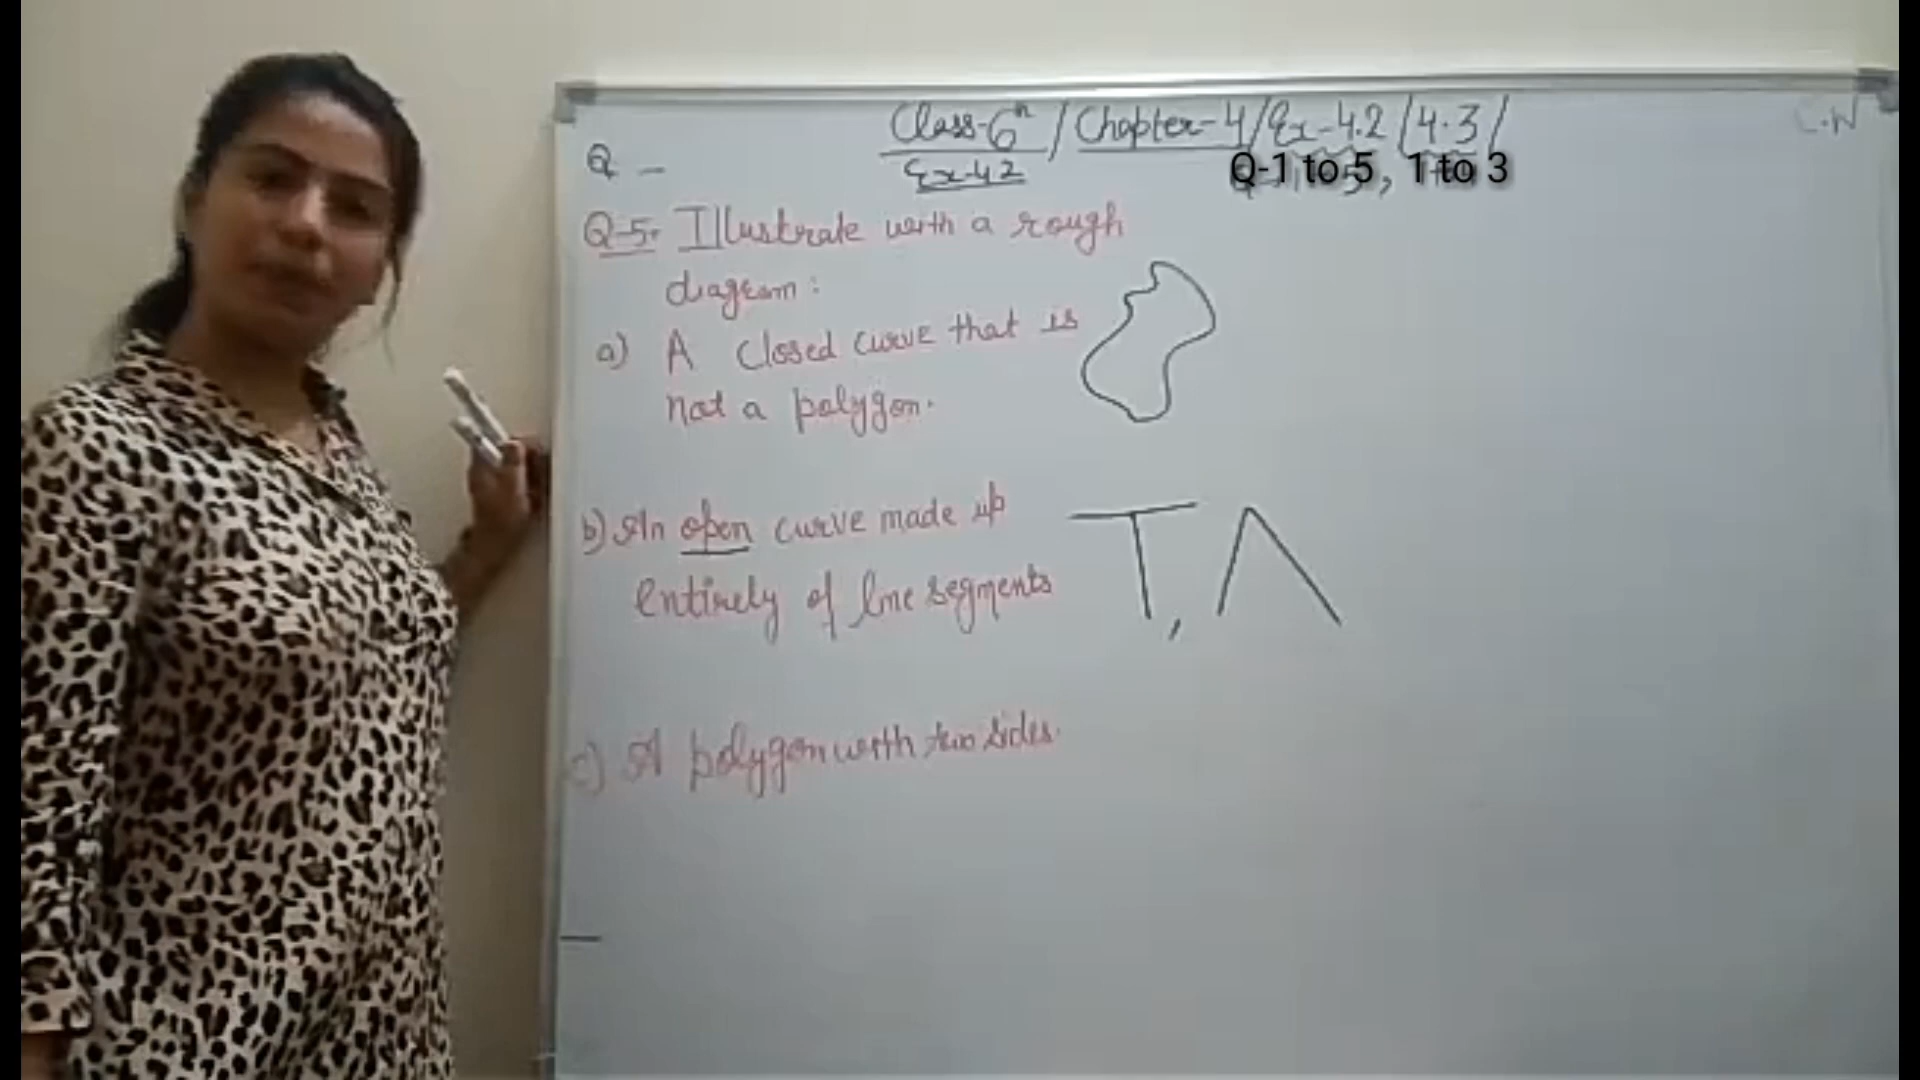 Class-6th / Chapter-4/Ex-4.2 /4.3/
C.W
Q - Ex-4.2 Q-1 to 5, 1 to 3
Q-5. Illustrate with a rough
diagram:
a) A closed curve that is
not a polygon.
b) An open curve made up
entirely of line segments
,
c) A polygon with two sides.